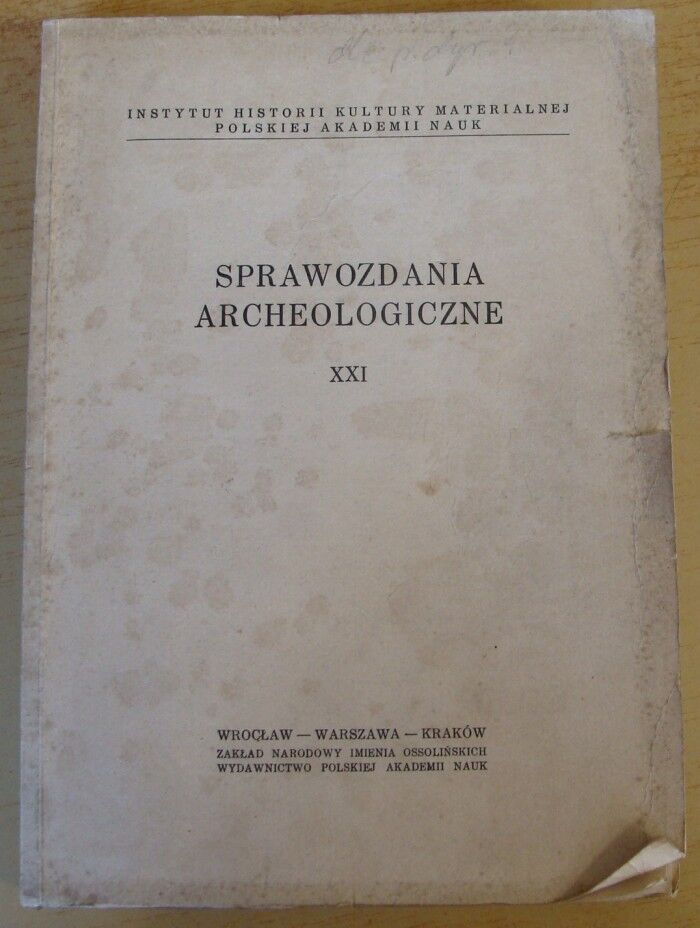 INSTYTUT HISTORII KULTURY MATERIALNEJ
POLSKIEJ AKADEMII NAUK
SPRAWOZDANIA
ARCHEOLOGICZNE
XXI
WROCŁAW — WARSZAWA — KRAKÓW
ZAKŁAD NARODOWY IMIENIA OSSOLIŃSKICH
WYDAWNICTWO POLSKIEJ AKADEMII NAUK